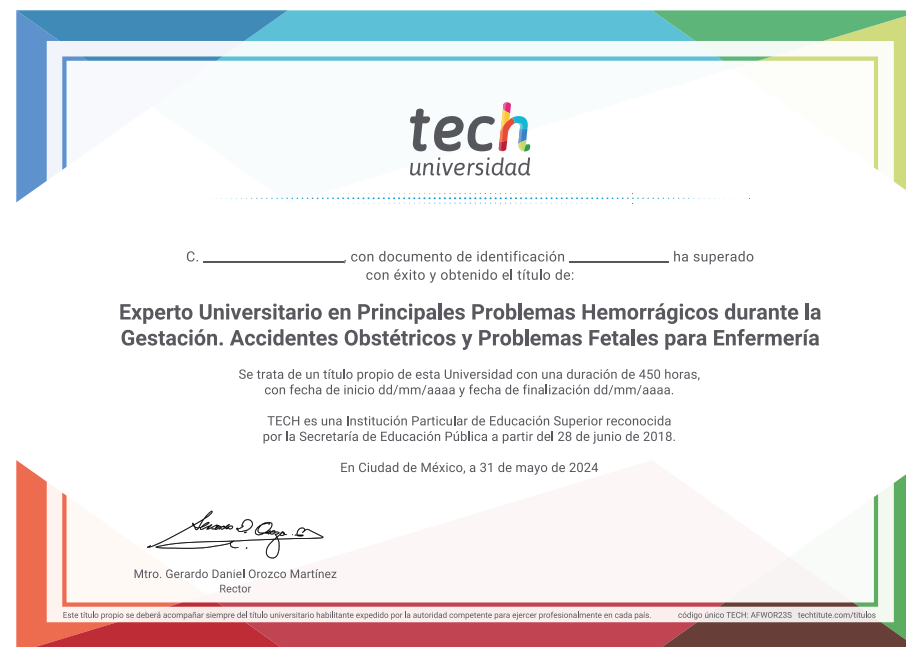 tech
universidad
C. ____________, con documento de identificación ____________ ha superado
con éxito y obtenido el título de:
Experto Universitario en Principales Problemas Hemorrágicos durante la
Gestación. Accidentes Obstétricos y Problemas Fetales para Enfermería
Se trata de un título propio de esta Universidad con una duración de 450 horas,
con fecha de inicio dd/mm/aaaa y fecha de finalización dd/mm/aaaa.
TECH es una Institución Particular de Educación Superior reconocida
por la Secretaría de Educación Pública a partir del 28 de junio de 2018.
En Ciudad de México, a 31 de mayo de 2024
Mtro. Gerardo Daniel Orozco Martínez
Rector
Este título propio se deberá acompañar siempre del título universitario habilitante expedido por la autoridad competente para ejercer profesionalmente en cada país. código único TECH: AFWOR23S techtitute.com/titulos